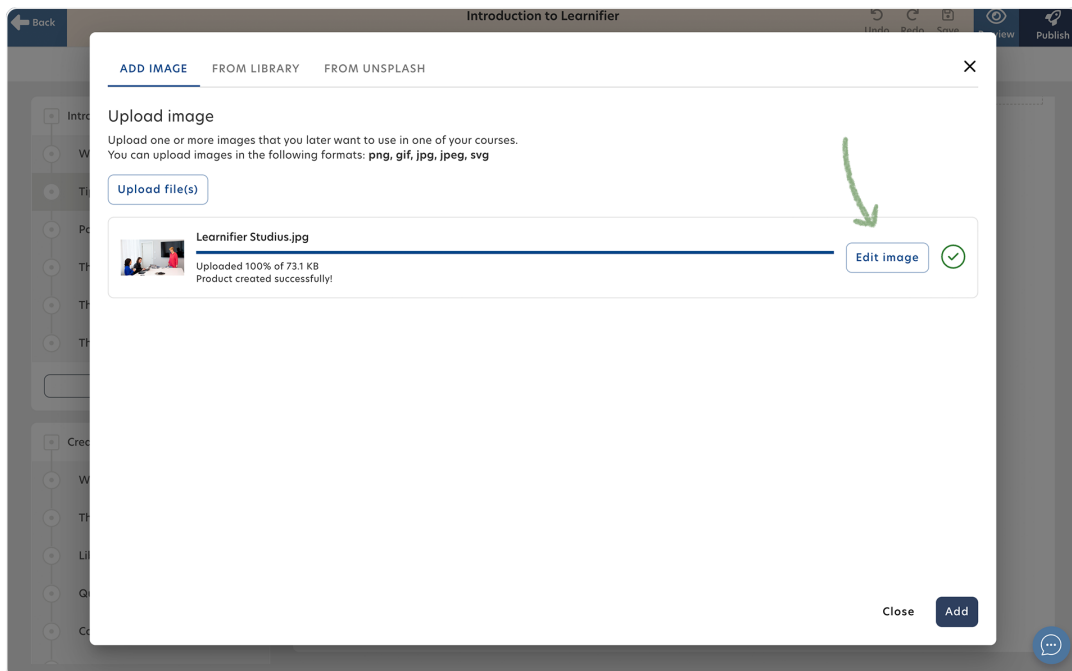 Back
Introduction to Learnifier
Undo Redo Save
Publish
ADD IMAGE FROM LIBRARY FROM UNSPLASH
Upload image
Upload one or more images that you later want to use in one of your courses.
You can upload images in the following formats: png, gif, jpg, jpeg, svg
Upload file(s)
Learnifier Studius.jpg
Uploaded 100% of 73.1 KB
Product created successfully!
Edit image
Close Add